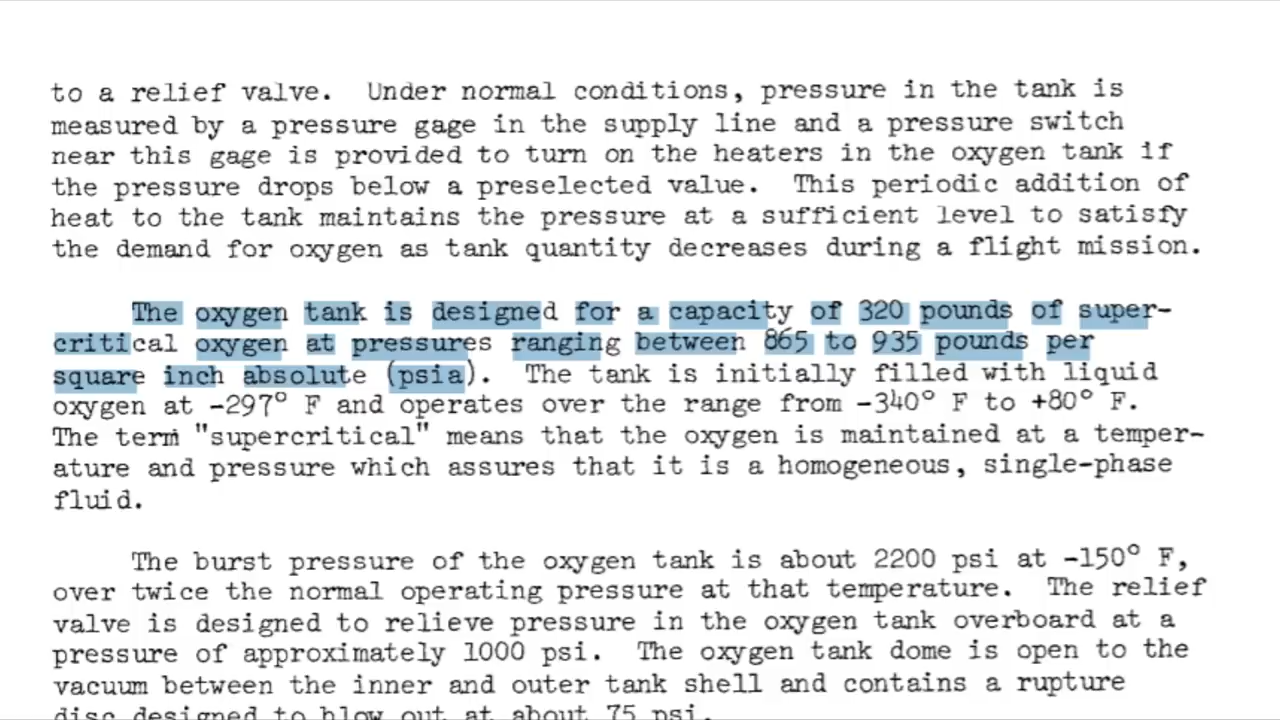 to a relief valve. Under normal conditions, pressure in the tank is
measured by a pressure gage in the supply line and a pressure switch
near this gage is provided to turn on the heaters in the oxygen tank if
the pressure drops below a preselected value. This periodic addition of
heat to the tank maintains the pressure at a sufficient level to satisfy
the demand for oxygen as tank quantity decreases during a flight mission.
The oxygen tank is designed for a capacity of 320 pounds of super-
critical oxygen at pressures ranging between 865 to 935 pounds per
square inch absolute (psia). The tank is initially filled with liquid
oxygen at -297° F and operates over the range from -340° F to +80° F.
The term "supercritical" means that the oxygen is maintained at a temper-
ature and pressure which assures that it is a homogeneous, single-phase
fluid.
The burst pressure of the oxygen tank is about 2200 psi at -150° F,
over twice the normal operating pressure at that temperature. The relief
valve is designed to relieve pressure in the oxygen tank overboard at a
pressure of approximately 1000 psi. The oxygen tank dome is open to the
vacuum between the inner and outer tank shell and contains a rupture
disc designed to blow out at about 75 psi.